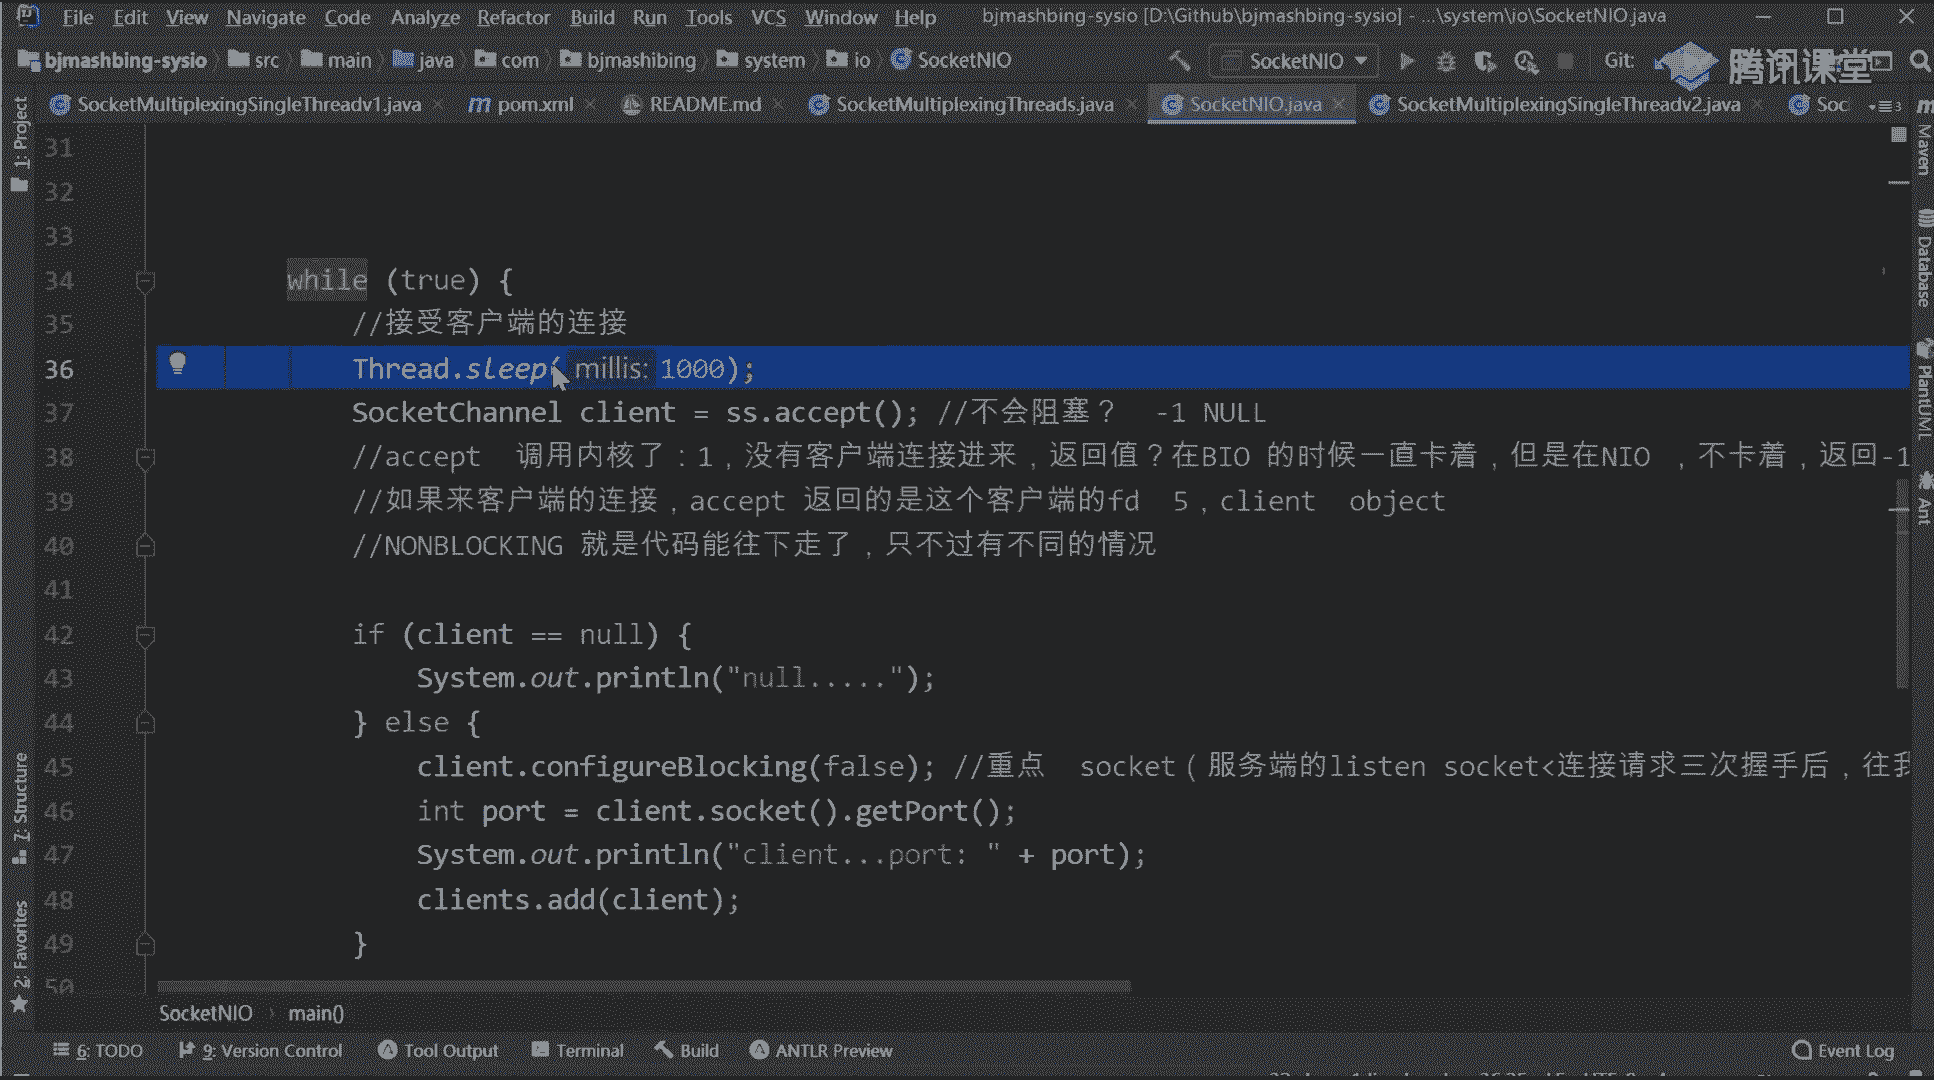 File Edit View Navigate Code Analyze Refactor Build Run Tools VCS Window Help bjmashbing-sysio [D:\Github\bjmashbing-sysio] - ...\system\io\SocketNIO.java
bjmashbing-sysio src main java com bjmashibing system io SocketNIO SocketNIO Git: 腾讯课堂
SocketMultiplexingSingleThreadv1.java pom.xml README.md SocketMultiplexingThreads.java SocketNIO.java SocketMultiplexingSingleThreadv2.java Soc 3
1: Project
7: Structure
2: Favorites
31
32
33
34 while (true) {
35 //接受客户端的连接
36 Thread.sleep( millis: 1000);
37 SocketChannel client = ss.accept(); //不会阻塞？ -1 NULL
38 //accept 调用内核了：1，没有客户端连接进来，返回值？在BIO 的时候一直卡着，但是在NIO ，不卡着，返回-1
39 //如果来客户端的连接，accept 返回的是这个客户端的fd 5，client object
40 //NONBLOCKING 就是代码能往下走了，只不过有不同的情况
41
42 if (client == null) {
43 System.out.println("null.....");
44 } else {
45 client.configureBlocking(false); //重点 socket（服务端的listen socket<连接请求三次握手后，往我
46 int port = client.socket().getPort();
47 System.out.println("client...port: " + port);
48 clients.add(client);
49 }
50
Maven
Database
PlantUML
Ant
SocketNIO main()
6: TODO 9: Version Control Tool Output Terminal Build ANTLR Preview Event Log